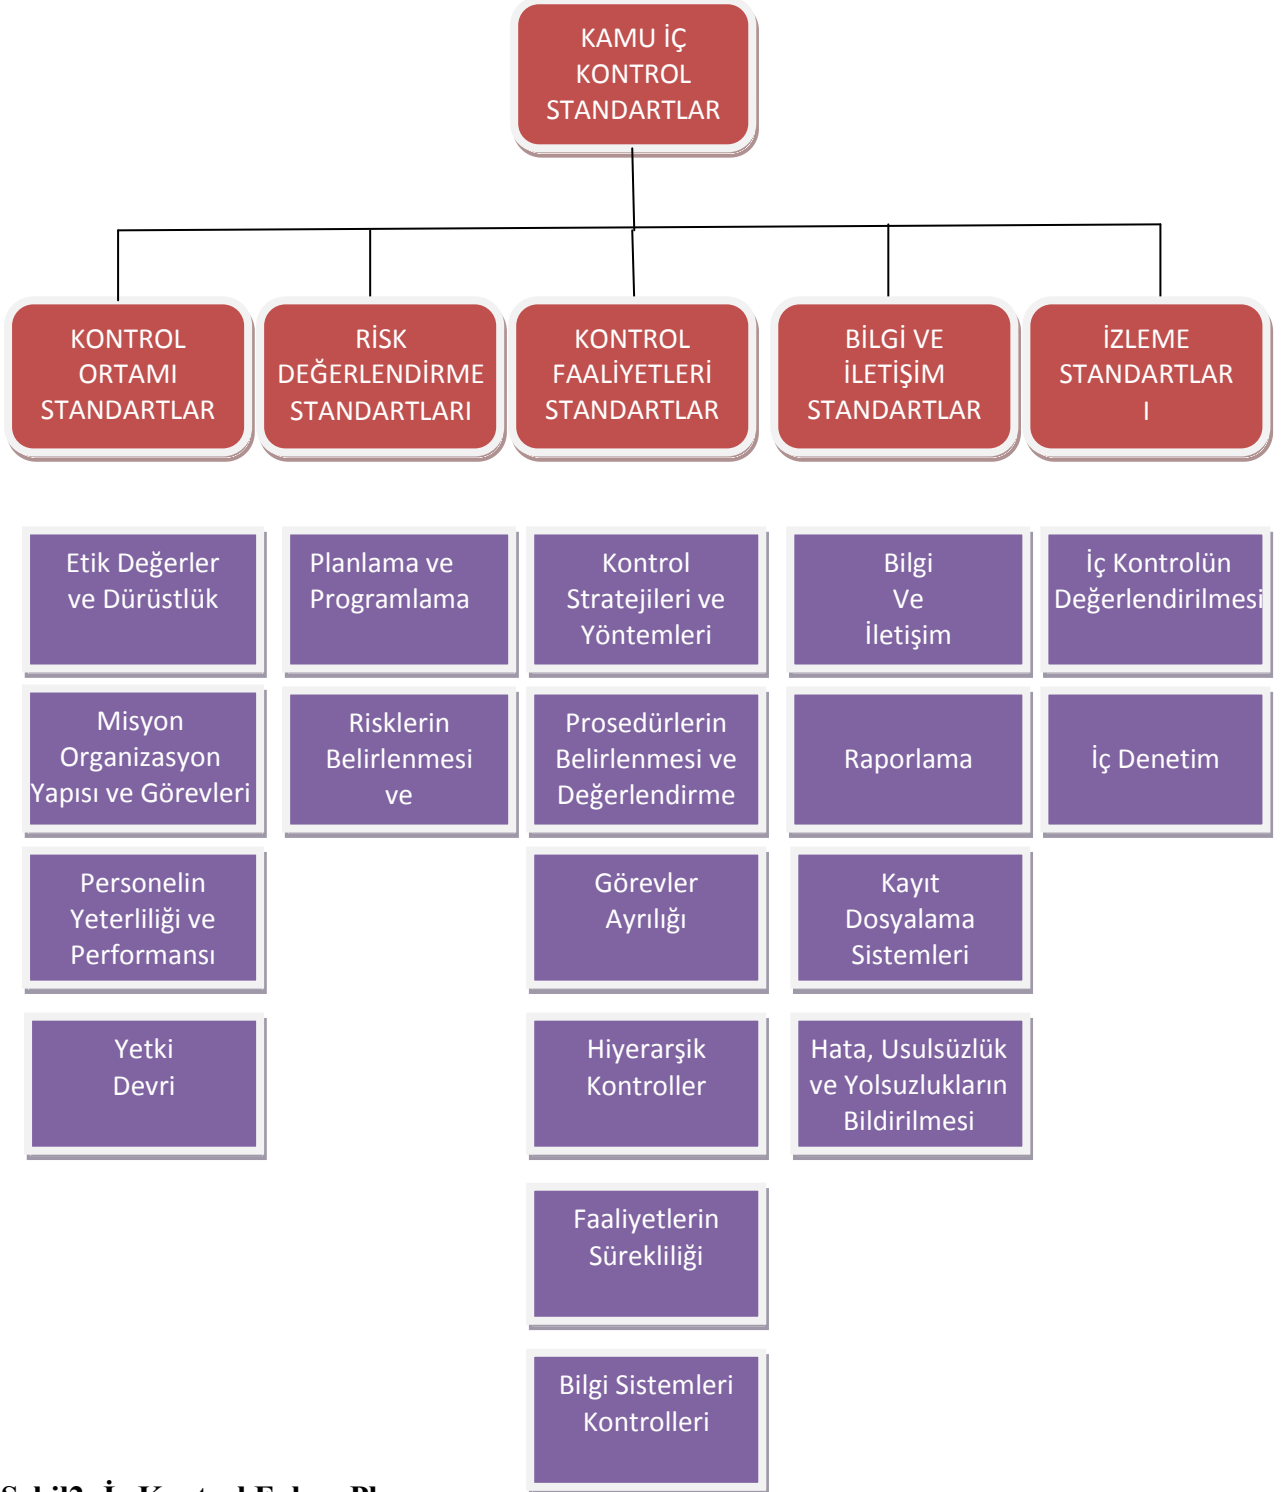 KAMU İÇ
KONTROL
STANDARTLAR
KONTROL
ORTAMI
STANDARTLAR
RİSK
DEĞERLENDİRME
STANDARTLARI
KONTROL
FAALİYETLERİ
STANDARTLAR
BİLGİ VE
İLETİŞİM
STANDARTLAR
İZLEME
STANDARTLAR
I
Etik Değerler
ve Dürüstlük
Misyon
Organizasyon
Yapısı ve Görevleri
Personelin
Yeterliliği ve
Performansı
Yetki
Devri
Planlama ve
Programlama
Risklerin
Belirlenmesi
ve
Kontrol
Stratejileri ve
Yöntemleri
Prosedürlerin
Belirlenmesi ve
Değerlendirme
Görevler
Ayrılığı
Hiyerarşik
Kontroller
Faaliyetlerin
Sürekliliği
Bilgi Sistemleri
Kontrolleri
Bilgi
Ve
İletişim
Raporlama
Kayıt
Dosyalama
Sistemleri
Hata, Usulsüzlük
ve Yolsuzlukların
Bildirilmesi
İç Kontrolün
Değerlendirilmesi
İç Denetim